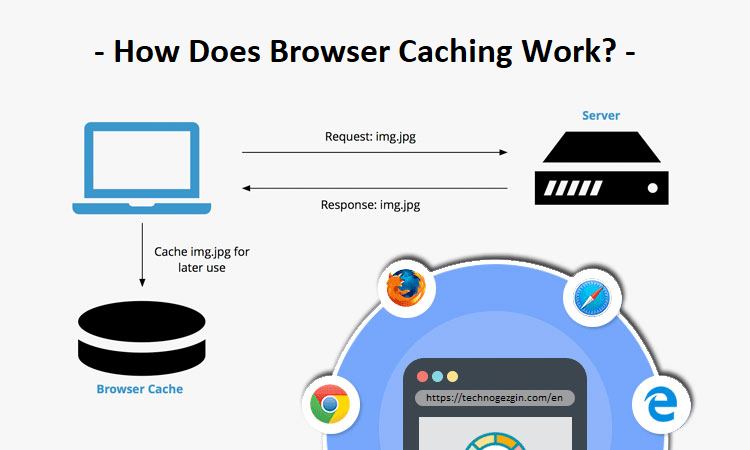 - How Does Browser Caching Work? -
Server
Request: img.jpg
Response: img.jpg
Cache img.jpg for
later use
Browser Cache
https://technogezgin.com/en